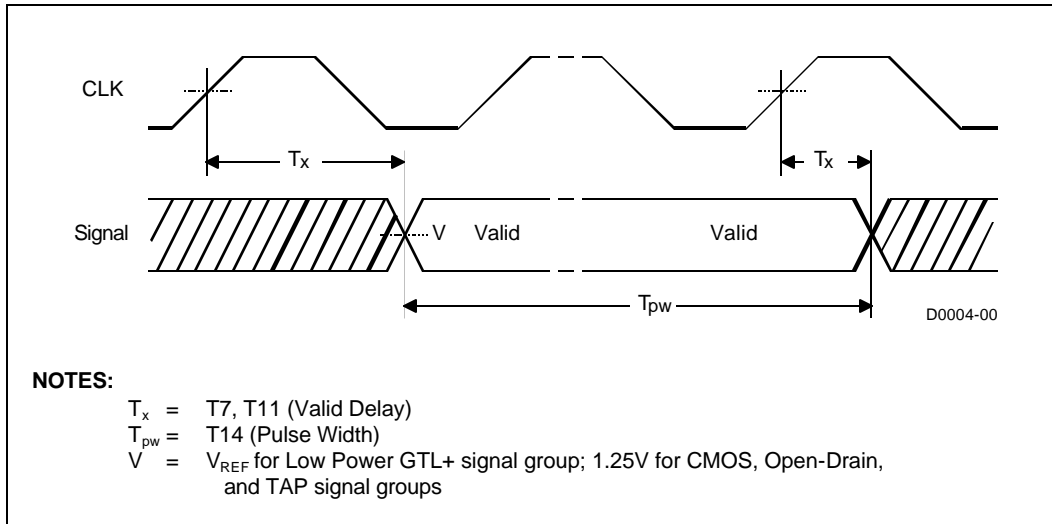 CLK
Tx Tx
Signal V Valid Valid
Tpw
D0004-00
NOTES:
Tx = T7, T11 (Valid Delay)
Tpw = T14 (Pulse Width)
V = VREF for Low Power GTL+ signal group; 1.25V for CMOS, Open-Drain,
and TAP signal groups